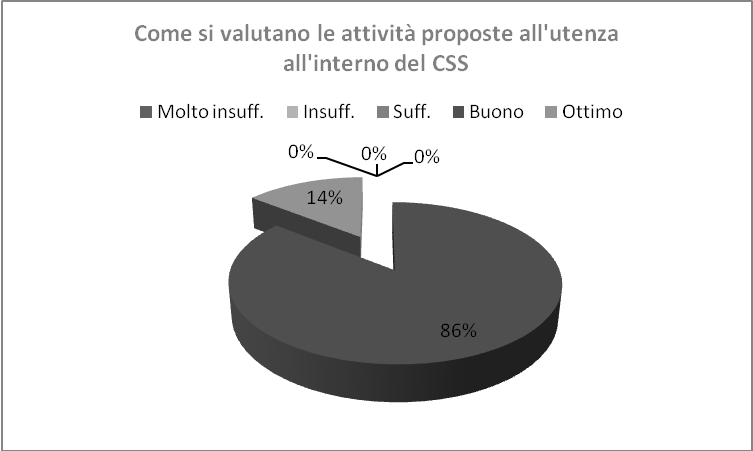 Come si valutano le attività proposte all'utenza
all'interno del CSS
Molto insuff. Insuff. Suff. Buono Ottimo
0% 0% 0%
14%
86%